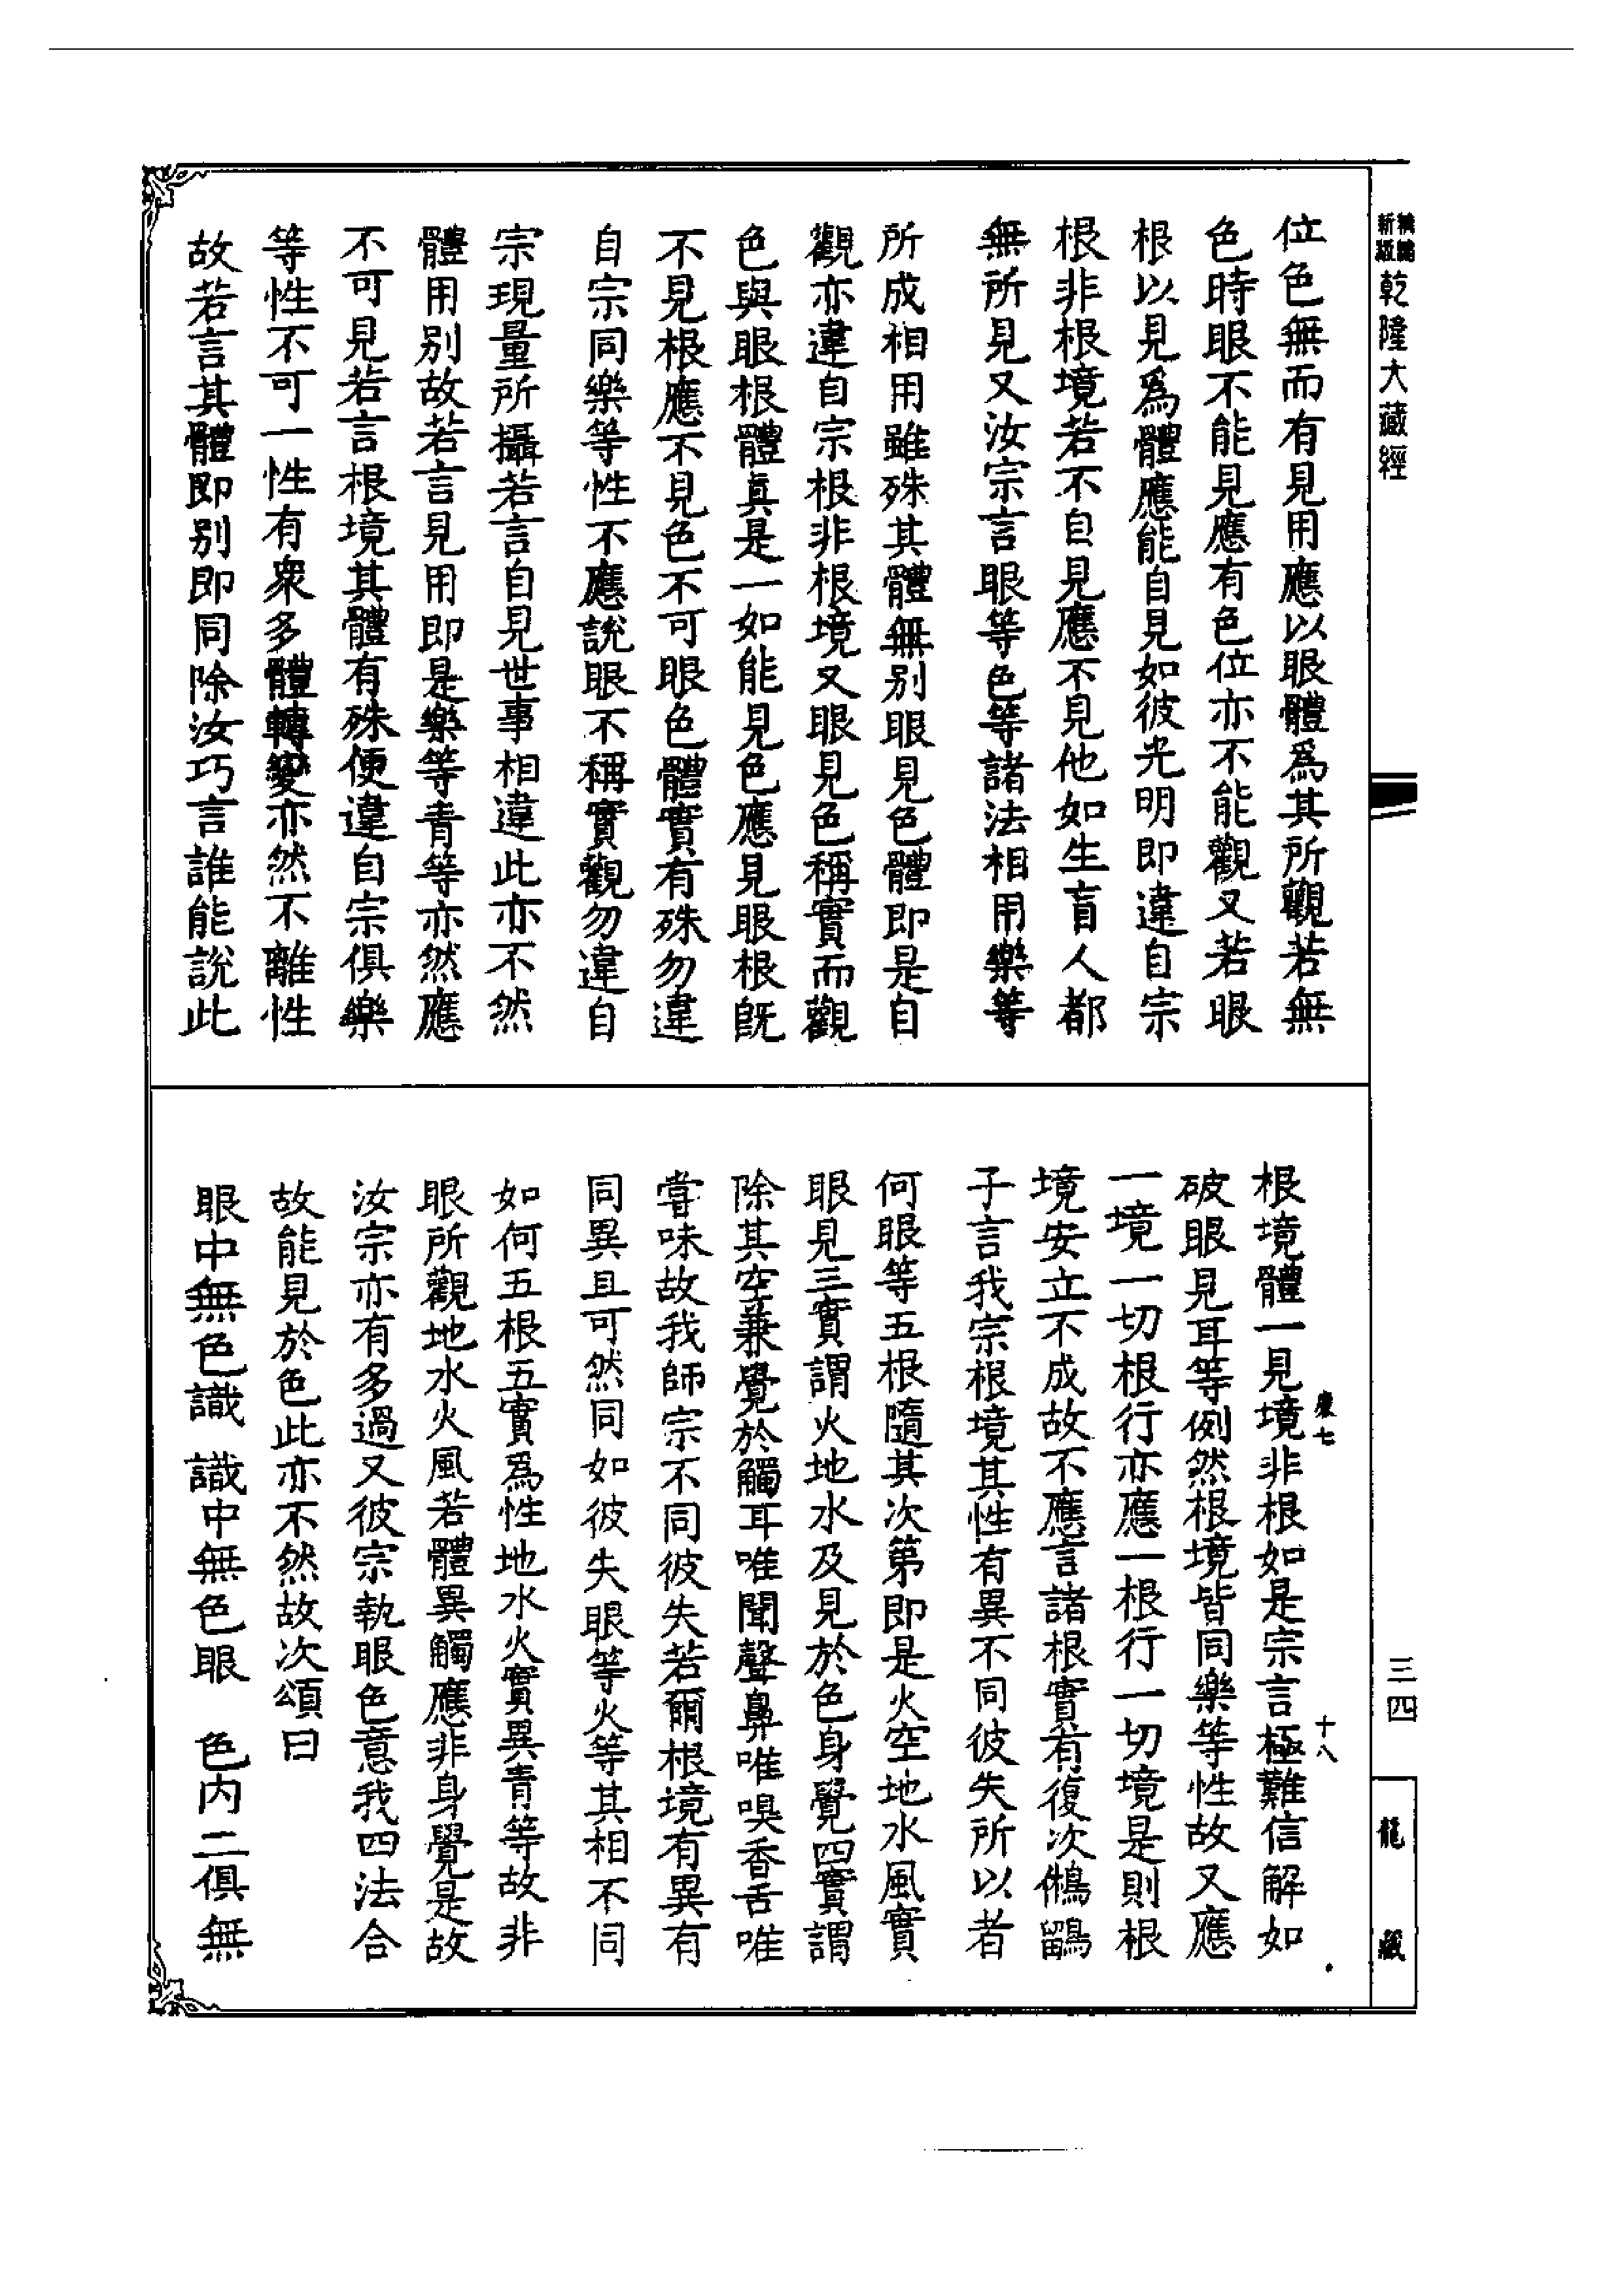 新編縮版乾隆大藏經
位色無而有見用應以眼體爲其所觀若無
色時眼不能見應有色位亦不能觀又若眼
根以見爲體應能自見如彼光明即違自宗
根非根境若不自見應不見他如生盲人都
無所見又汝宗言眼等色等諸法相用樂等
所成相用雖殊其體無別眼見色體即是自
觀亦違自宗根非根境又眼見色稱實而觀
色與眼根體真是一如能見色應見眼根既
不見根應不見色不可眼色體實有殊勿違
自宗同樂等性不應說眼不稱實觀勿違自
宗現量所攝若言自見世事相違此亦不然
體用別故若言見用即是樂等青等亦然應
不可見若言根境其體有殊便違自宗俱樂
等性不可一性有衆多體轉變亦然不離性
故若言其體即別即同除汝巧言誰能說此
三四
龍藏
慶七
十八
根境體一見境非根如是宗言極難信解如
破眼見耳等例然根境皆同樂等性故又應
一境一切根行亦應一根行一切境是則根
境安立不成故不應言諸根實有復次鵂鶹
子言我宗根境其性有異不同彼失所以者
何眼等五根隨其次第即是火空地水風實
眼見三實謂火地水及見於色身覺四實謂
除其空兼覺於觸耳唯聞聲鼻唯嗅香舌唯
嘗味故我師宗不同彼失若爾根境有異有
同異且可然同如彼失眼等火等其相不同
如何五根五實爲性地水火實異青等故非
眼所觀地水火風若體異觸應非身覺是故
汝宗亦有多過又彼宗執眼色意我四法合
故能見於色此亦不然故次頌曰
眼中無色識　識中無色眼　色内二俱無